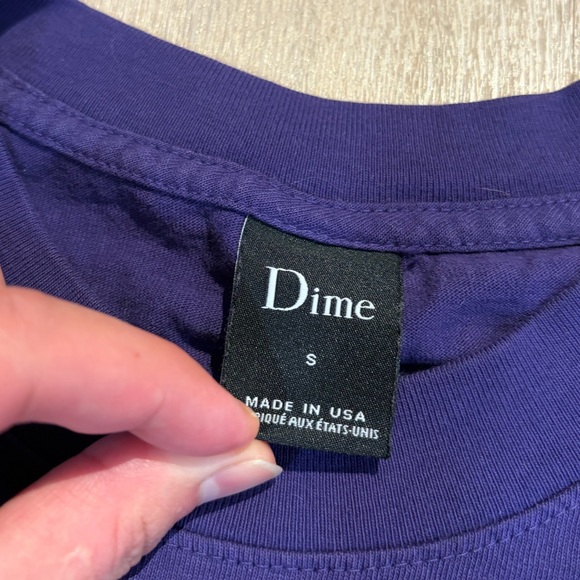 Dime
S
MADE IN USA
AUX ÉTATS-UNIS